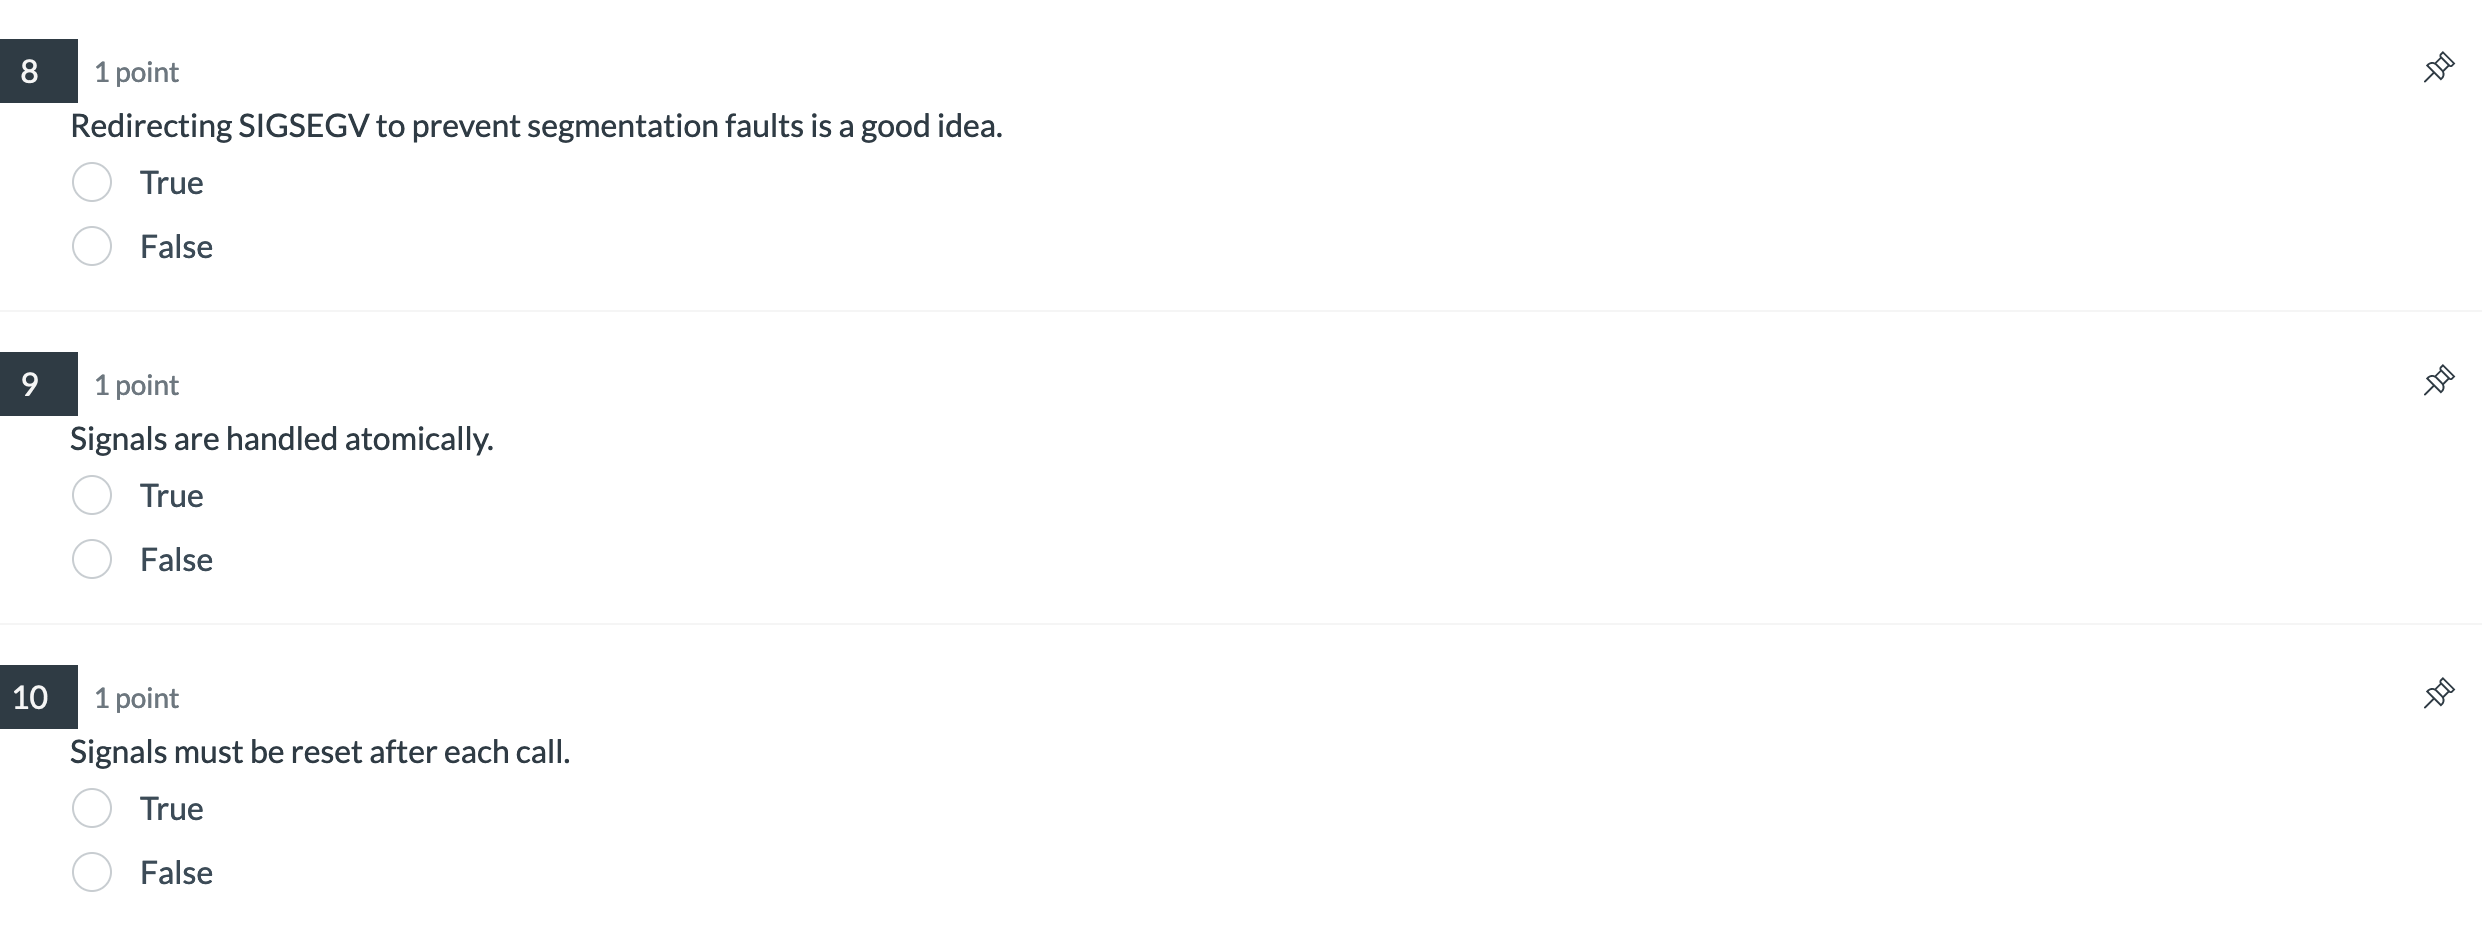 8 1 point
Redirecting SIGSEGV to prevent segmentation faults is a good idea.
True
False
9 1 point
Signals are handled atomically.
True
False
10 1 point
Signals must be reset after each call.
True
False